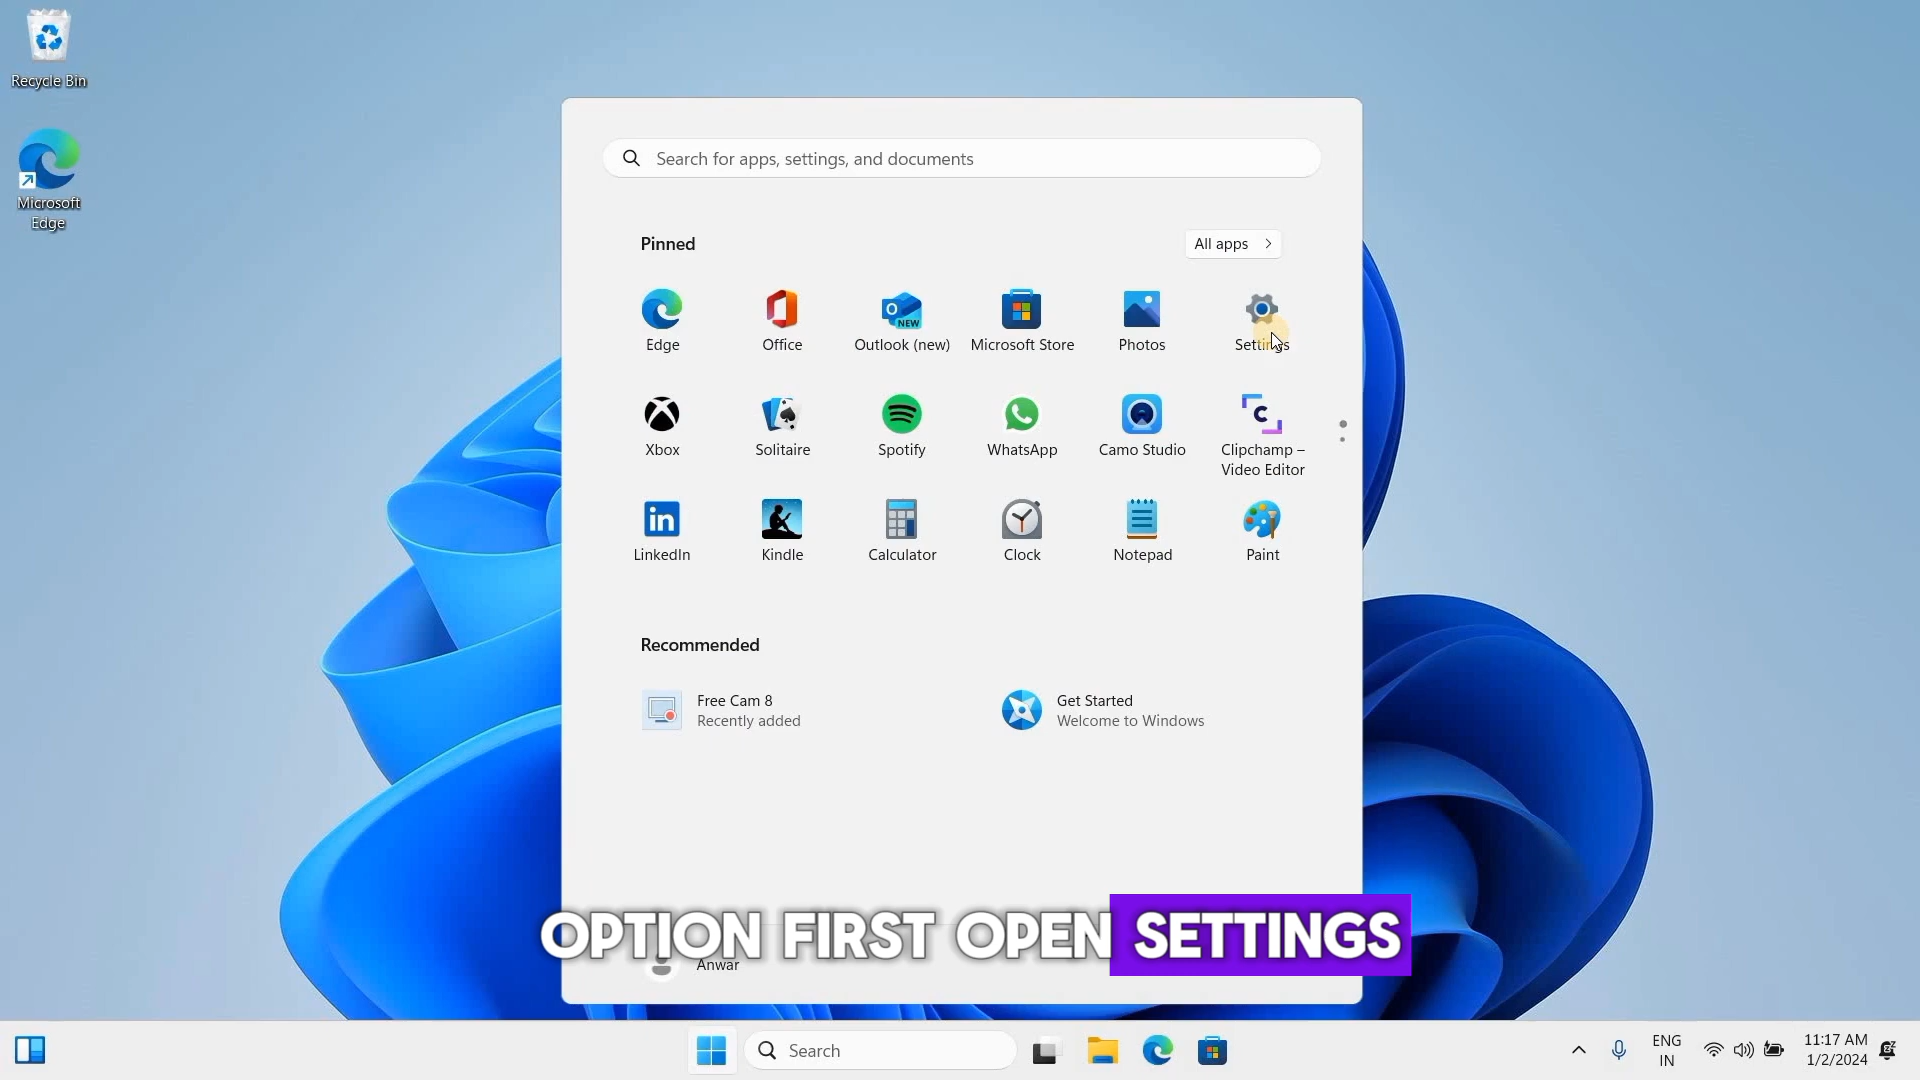 Recycle Bin
Microsoft
Edge
Search for apps, settings, and documents
Pinned
All apps
Edge
Office
Outlook (new)
Microsoft Store
Photos
Settings
Xbox
Solitaire
Spotify
WhatsApp
Camo Studio
Clipchamp –
Video Editor
LinkedIn
Kindle
Calculator
Clock
Notepad
Paint
Recommended
Free Cam 8
Recently added
Get Started
Welcome to Windows
OPTION FIRST OPEN SETTINGS
Anwar
Search
ENG
IN
11:17 AM
1/2/2024